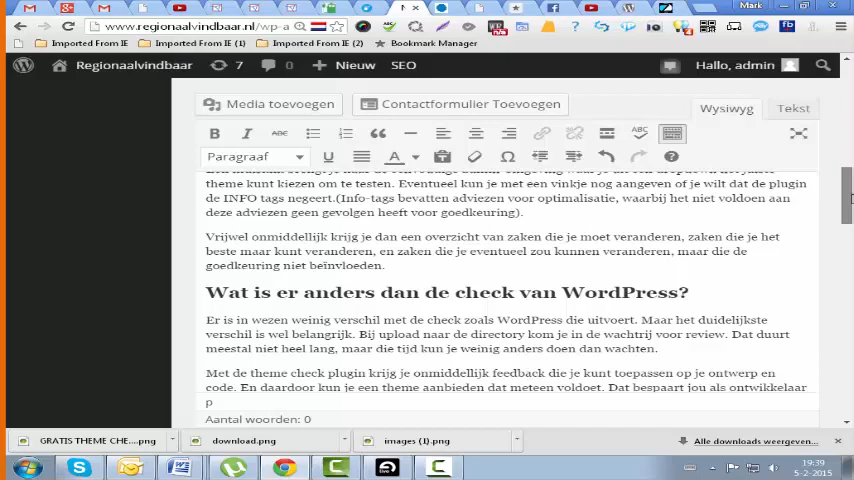 Mark
www.regionaalvindbaar.nl/wp-a
Imported From IE
Imported From IE (1)
Imported From IE (2)
Bookmark Manager
Regionaalvindbaar
7
0
Nieuw
SEO
Hallo, admin
Media toevoegen
Contactformulier Toevoegen
Wysiwyg
Tekst
B
I
ABC
ABC
Paragraaf
U
A
Ω
theme kunt kiezen om te testen. Eventueel kun je met een vinkje nog aangeven of je wilt dat de plugin
de INFO tags negeert.(Info-tags bevatten adviezen voor optimalisatie, waarbij het niet voldoen aan
deze adviezen geen gevolgen heeft voor goedkeuring).
Vrijwel onmiddellijk krijg je dan een overzicht van zaken die je moet veranderen, zaken die je het
beste maar kunt veranderen, en zaken die je eventueel zou kunnen veranderen, maar die de
goedkeuring niet beïnvloeden.
Wat is er anders dan de check van WordPress?
Er is in wezen weinig verschil met de check zoals WordPress die uitvoert. Maar het duidelijkste
verschil is wel belangrijk. Bij upload naar de directory kom je in de wachtrij voor review. Dat duurt
meestal niet heel lang, maar die tijd kun je weinig anders doen dan wachten.
Met de theme check plugin krijg je onmiddellijk feedback die je kunt toepassen op je ontwerp en
code. En daardoor kun je een theme aanbieden dat meteen voldoet. Dat bespaart jou als ontwikkelaar
p
Aantal woorden: 0
GRATIS THEME CHE....png
download.png
images (1).png
Alle downloads weergeven...
19:39
5-2-2015